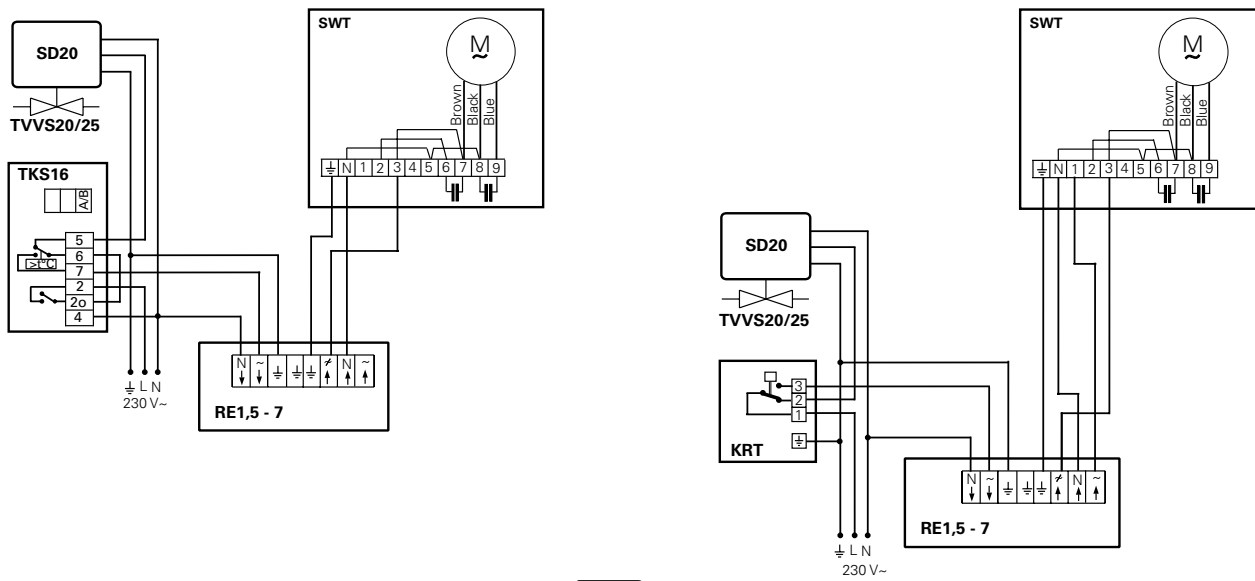 SWT
M
~
Brown
Black
Blue
N 1 2 3 4 5 6 7 8 9
SD20
TVVS20/25
TKS16
A/B
5
6
>t°C
7
2
2o
4
N ~ ≁ N ~
L N
230 V~
RE1,5 - 7
SWT
M
~
Brown
Black
Blue
N 1 2 3 4 5 6 7 8 9
SD20
TVVS20/25
3
2
1
KRT
N ~ ≁ N ~
L N
230 V~
RE1,5 - 7